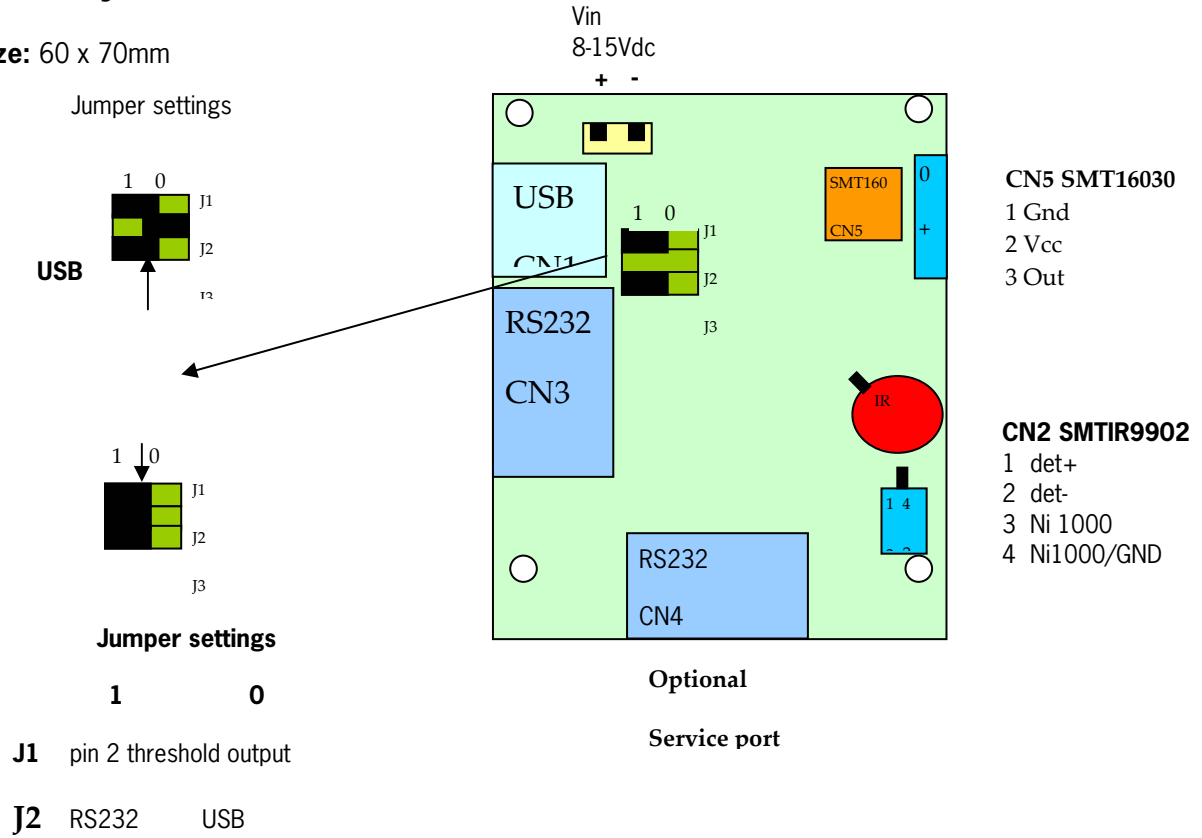 Vin
8-15Vdc
+ -
ze: 60 x 70mm
Jumper settings
1 0
J1
J2
J3
USB
1 0
J1
J2
J3
Jumper settings
1 0
J1 pin 2 threshold output
J2 RS232 USB
USB
CN1
1 0
J1
J2
J3
RS232
CN3
SMT160
CN5
0
+
IR
1 4
RS232
CN4
Optional
Service port
CN5 SMT16030
1 Gnd
2 Vcc
3 Out
CN2 SMTIR9902
1 det+
2 det-
3 Ni 1000
4 Ni1000/GND